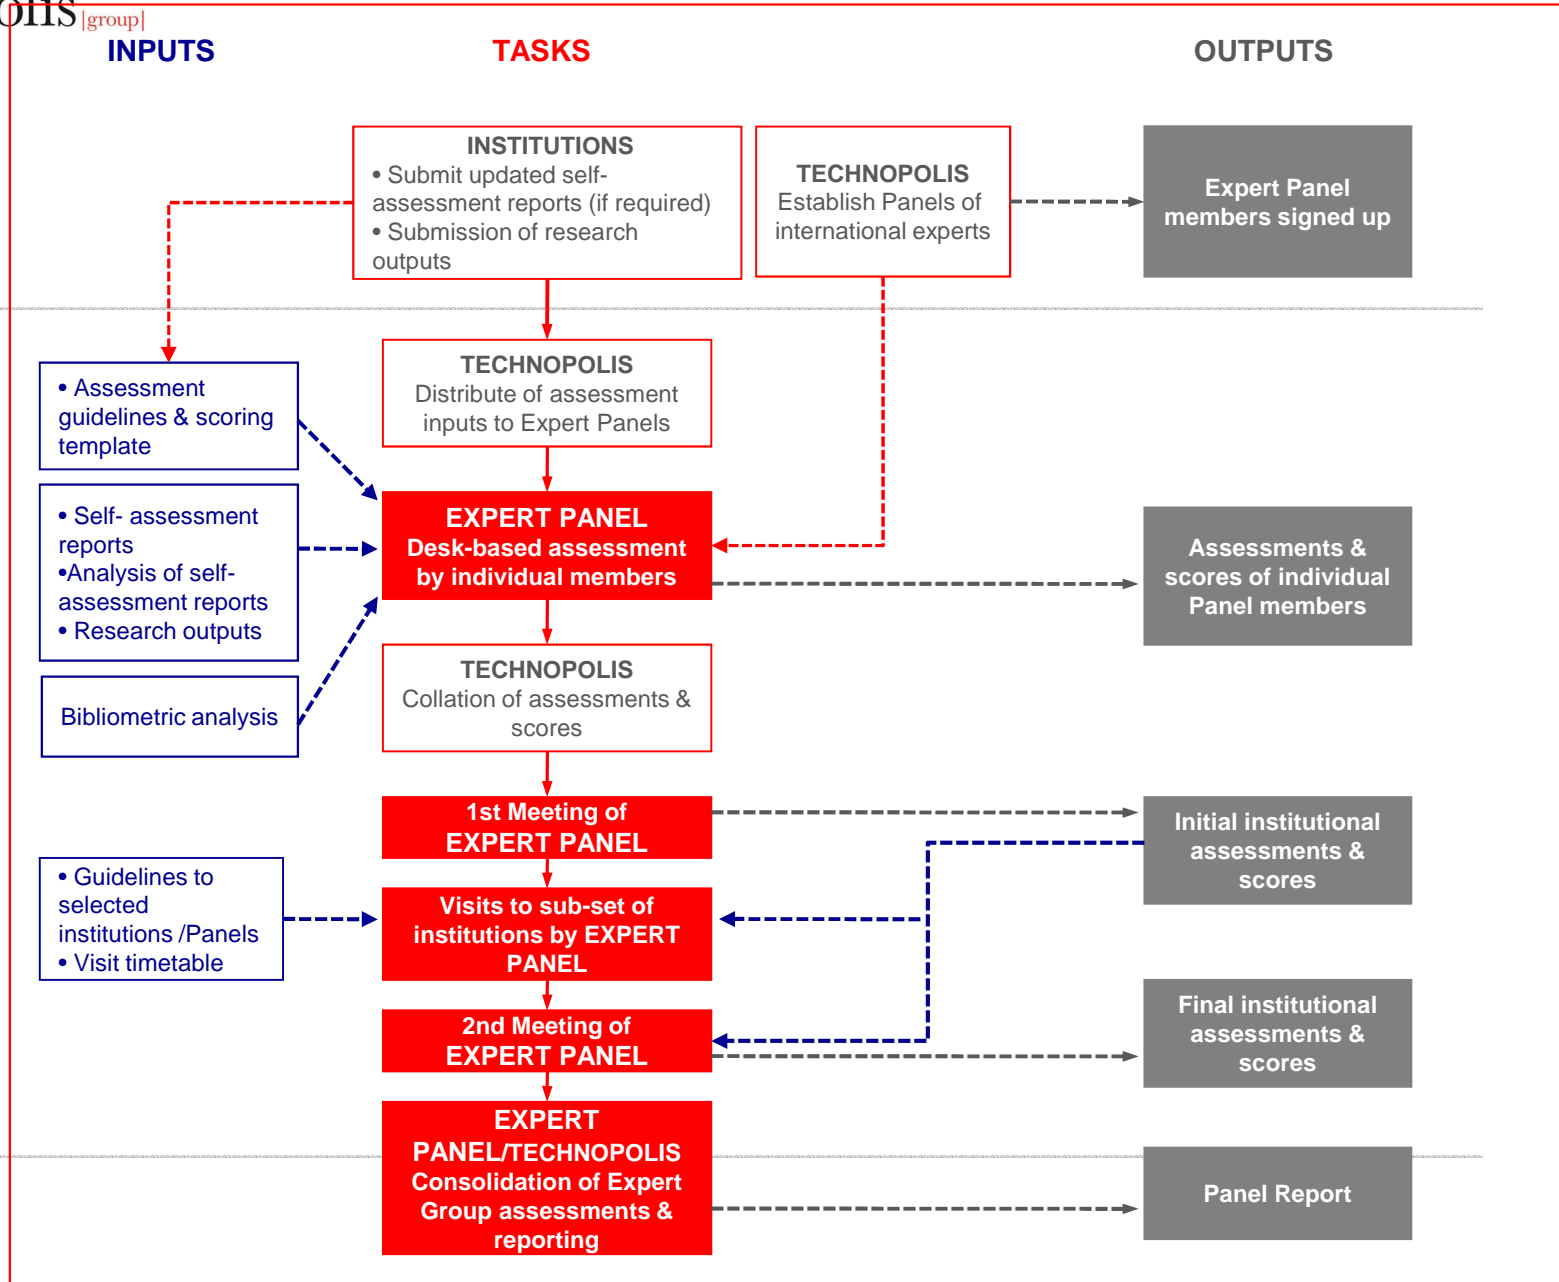 olis |group|
INPUTS
TASKS
OUTPUTS
INSTITUTIONS
• Submit updated self-
assessment reports (if required)
• Submission of research
outputs
TECHNOPOLIS
Establish Panels of
international experts
Expert Panel
members signed up
TECHNOPOLIS
Distribute of assessment
inputs to Expert Panels
• Assessment
guidelines & scoring
template
EXPERT PANEL
Desk-based assessment
by individual members
• Self- assessment
reports
•Analysis of self-
assessment reports
• Research outputs
Assessments &
scores of individual
Panel members
TECHNOPOLIS
Collation of assessments &
scores
Bibliometric analysis
1st Meeting of
EXPERT PANEL
Initial institutional
assessments &
scores
• Guidelines to
selected
institutions /Panels
• Visit timetable
Visits to sub-set of
institutions by EXPERT
PANEL
2nd Meeting of
EXPERT PANEL
Final institutional
assessments &
scores
EXPERT
PANEL/TECHNOPOLIS
Consolidation of Expert
Group assessments &
reporting
Panel Report